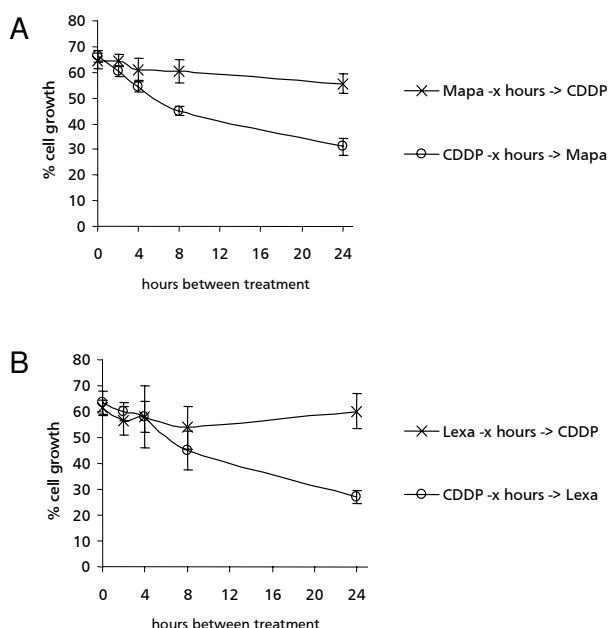 A
80
70
60
50
40
30
20
10
0
% cell growth
0 4 8 12 16 20 24
hours between treatment
Mapa -x hours -> CDDP
CDDP -x hours -> Mapa
B
80
70
60
50
40
30
20
10
0
% cell growth
0 4 8 12 16 20 24
hours between treatment
Lexa -x hours -> CDDP
CDDP -x hours -> Lexa